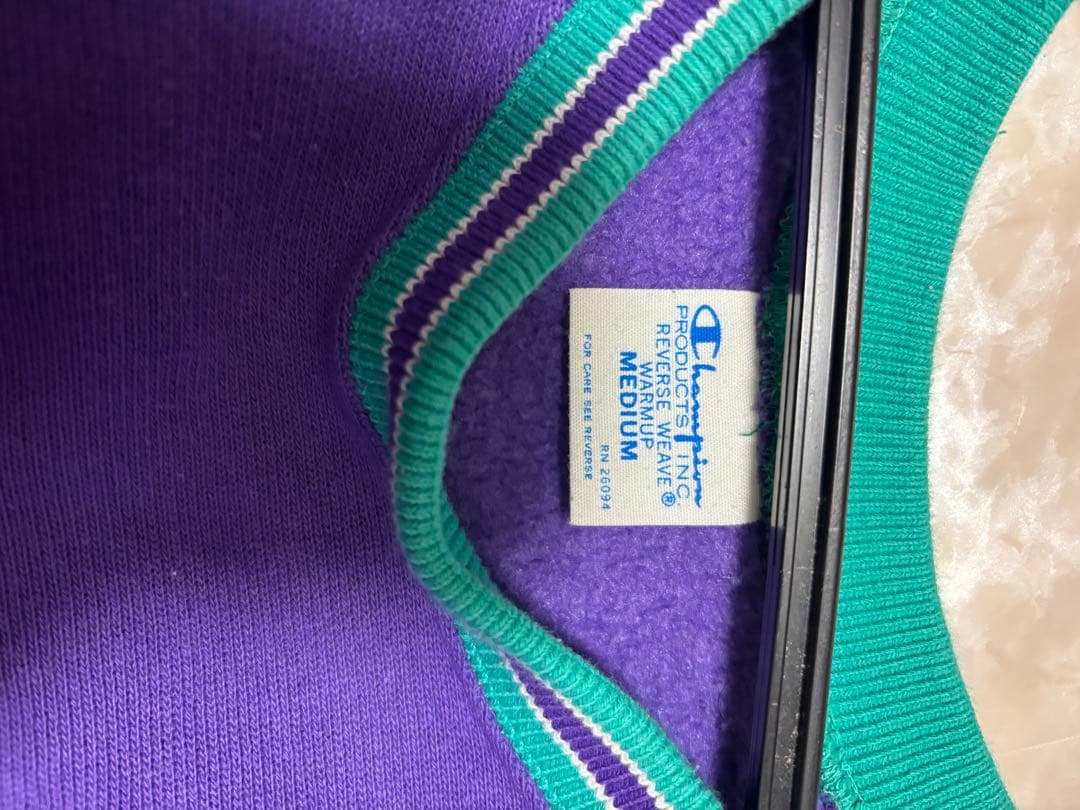 Champion
PRODUCTS INC.
REVERSE WEAVE®
WARMUP
MEDIUM
RN 26094
FOR CARE SEE REVERSE